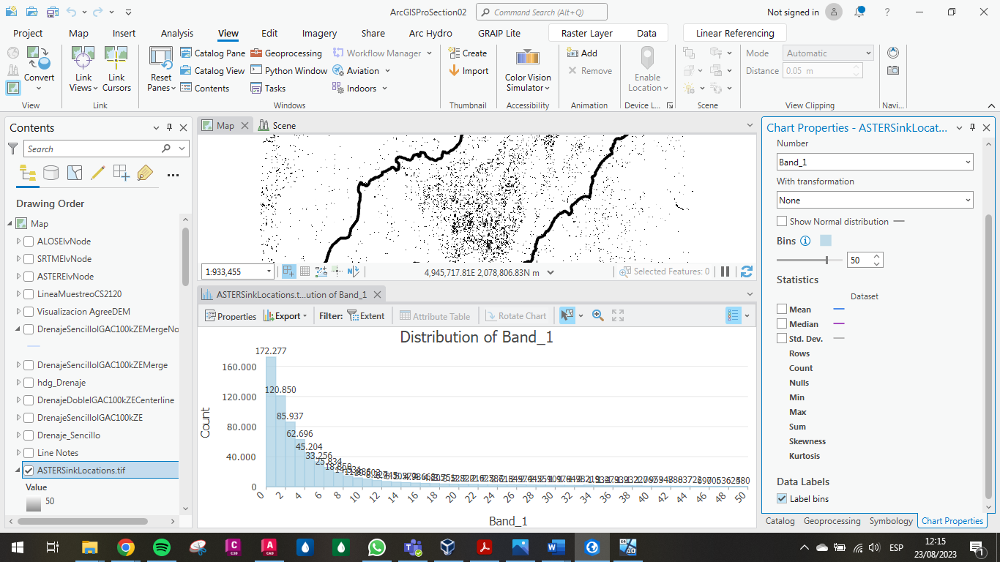 ArcGISProSection02
Command Search (Alt+Q)
Not signed in
?
Project Map Insert Analysis View Edit Imagery Share Arc Hydro GRAIP Lite Raster Layer Data Linear Referencing
Convert
View
Link Views
Link Cursors
Link
Reset Panes
Catalog Pane
Catalog View
Contents
Geoprocessing
Python Window
Tasks
Workflow Manager
Aviation
Indoors
Windows
Create
Import
Thumbnail
Color Vision Simulator
Accessibility
Add
Remove
Animation
Enable Location
Device L...
Scene
Mode Automatic
Distance 0.05 m
View Clipping
Navi...
Contents
Search
Drawing Order
Map
ALOSElvNode
SRTMElvNode
ASTERElvNode
LineaMuestreoCS2120
Visualizacion AgreeDEM
DrenajeSencilloIGAC100kZEMergeNo
DrenajeSencilloIGAC100kZEMerge
hdg_Drenaje
DrenajeDobleIGAC100kZECenterline
DrenajeSencilloIGAC100kZE
Drenaje_Sencillo
Line Notes
ASTERSinkLocations.tif
Value
50
Map
Scene
1:933,455
4,945,717.81E 2,078,806.83N m
Selected Features: 0
ASTERSinkLocations.t...ution of Band_1
Properties Export Filter: Extent Attribute Table Rotate Chart
Distribution of Band_1
172.277
160.000
120.850
120.000
85.937
80.000
62.696
45.204
40.000
33.256
25.834
0
Count
0 2 4 6 8 10 12 14 16 18 20 22 24 26 28 30 32 34 36 38 40 42 44 46 48 50
Band_1
Chart Properties - ASTERSinkLocat...
Number
Band_1
With transformation
None
Show Normal distribution
Bins
50
Statistics
Dataset
Mean
Median
Std. Dev.
Rows
Count
Nulls
Min
Max
Sum
Skewness
Kurtosis
Data Labels
Label bins
Catalog Geoprocessing Symbology Chart Properties
ESP
12:15
23/08/2023
1